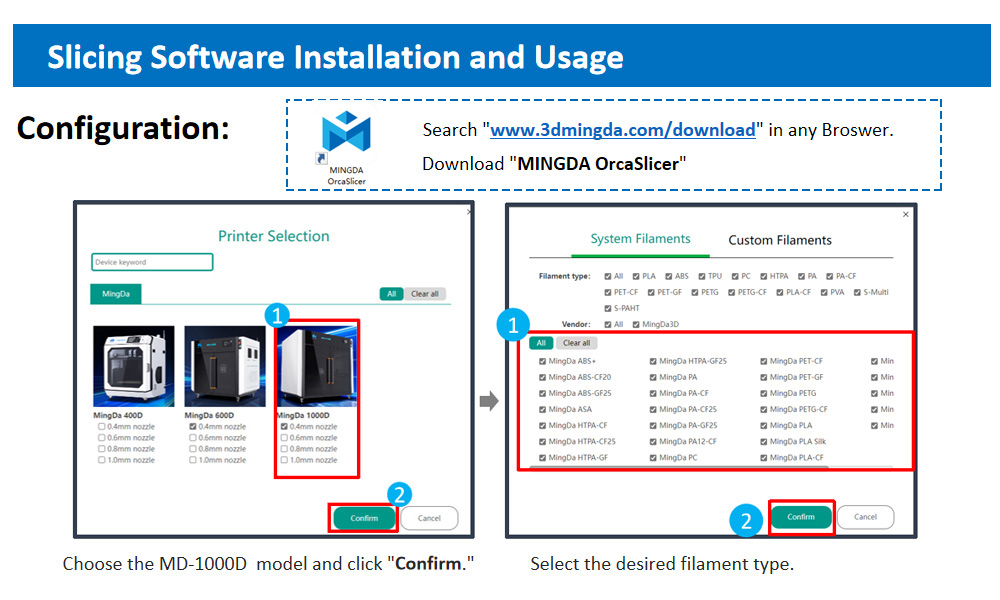 Slicing Software Installation and Usage
Configuration:
MINGDA
OrcaSlicer
Search "www.3dmingda.com/download" in any Broswer.
Download "MINGDA OrcaSlicer"
Printer Selection
Device keyword
MingDa
All Clear all
1
MingDa 400D
0.4mm nozzle
0.6mm nozzle
0.8mm nozzle
1.0mm nozzle
MingDa 600D
0.4mm nozzle
0.6mm nozzle
0.8mm nozzle
1.0mm nozzle
MingDa 1000D
0.4mm nozzle
0.6mm nozzle
0.8mm nozzle
1.0mm nozzle
2
Confirm Cancel
Choose the MD-1000D model and click "Confirm."
System Filaments Custom Filaments
Filament type: All PLA ABS TPU PC HTPA PA PA-CF
PET-CF PET-GF PETG PETG-CF PLA-CF PVA S-Multi
S-PAHT
Vendor: All MingDa3D
1
All Clear all
MingDa ABS+ MingDa HTPA-GF25 MingDa PET-CF Min
MingDa ABS-CF20 MingDa PA MingDa PET-GF Min
MingDa ABS-GF25 MingDa PA-CF MingDa PETG Min
MingDa ASA MingDa PA-CF25 MingDa PETG-CF Min
MingDa HTPA-CF MingDa PA-GF25 MingDa PLA Min
MingDa HTPA-CF25 MingDa PA12-CF MingDa PLA Silk
MingDa HTPA-GF MingDa PC MingDa PLA-CF
2
Confirm Cancel
Select the desired filament type.